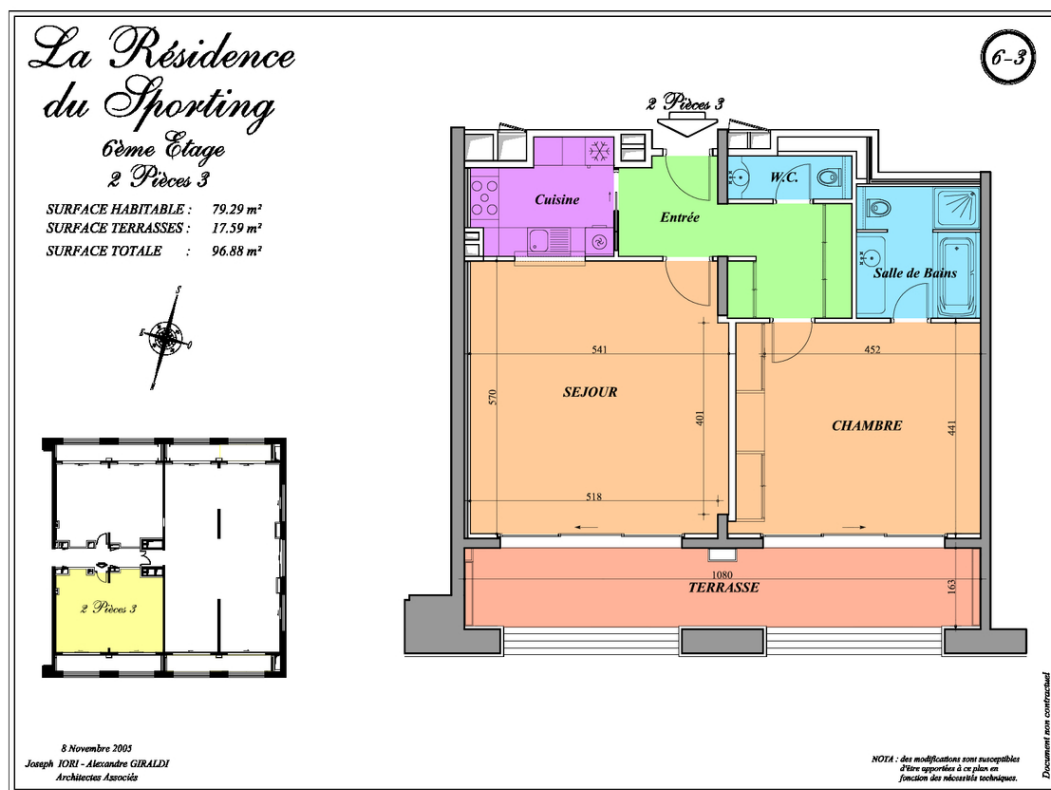 La Résidence
du Sporting
6ème Etage
2 Pièces 3
SURFACE HABITABLE : 79.29 m²
SURFACE TERRASSES : 17.59 m²
SURFACE TOTALE : 96.88 m²
6-3
2 Pièces 3
Cuisine
Entrée
W.C.
Salle de Bains
541
452
570
SEJOUR
401
CHAMBRE
441
518
1080
TERRASSE
163
S
E
O
N
2 Pièces 3
8 Novembre 2005
Joseph IORI - Alexandre GIRALDI
Architectes Associés
NOTA : des modifications sont susceptibles
d'être apportées à ce plan en
fonction des nécessités techniques.
Document non contractuel